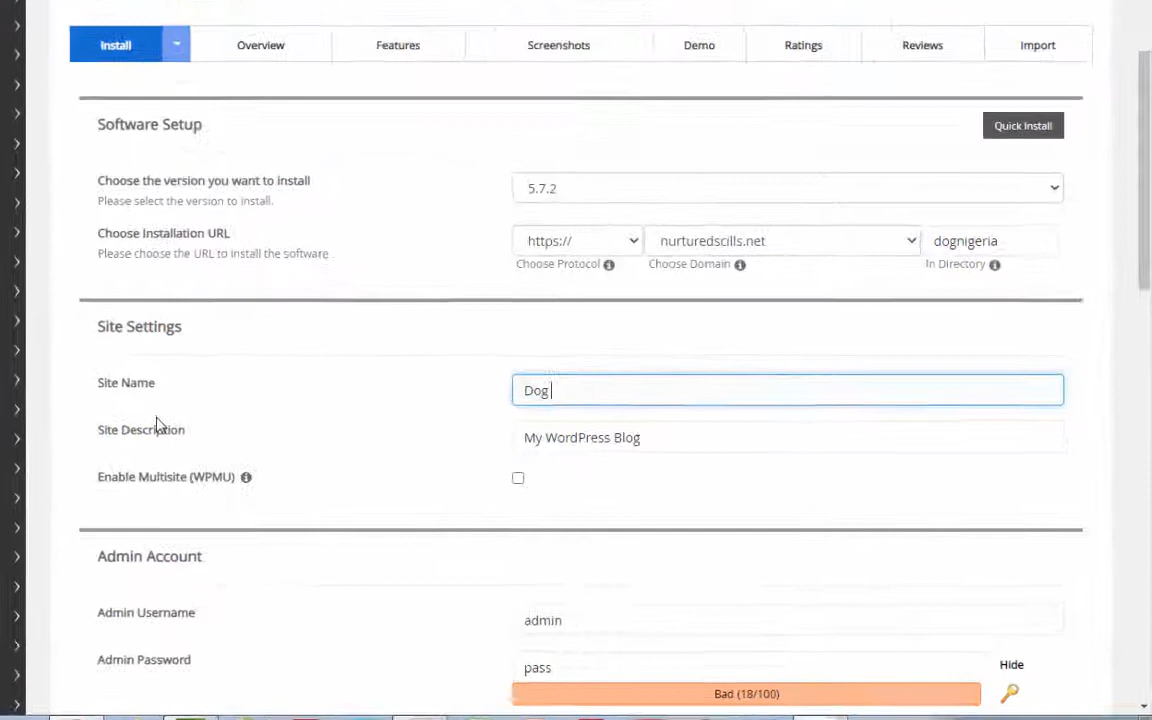 Install
Overview
Features
Screenshots
Demo
Ratings
Reviews
Import
Software Setup
Quick Install
Choose the version you want to install
Please select the version to install.
5.7.2
Choose Installation URL
Please choose the URL to install the software
https://
nurturedscills.net
dognigeria
Choose Protocol
Choose Domain
In Directory
Site Settings
Site Name
Dog
Site Description
My WordPress Blog
Enable Multisite (WPMU)
Admin Account
Admin Username
admin
Admin Password
pass
Hide
Bad (18/100)